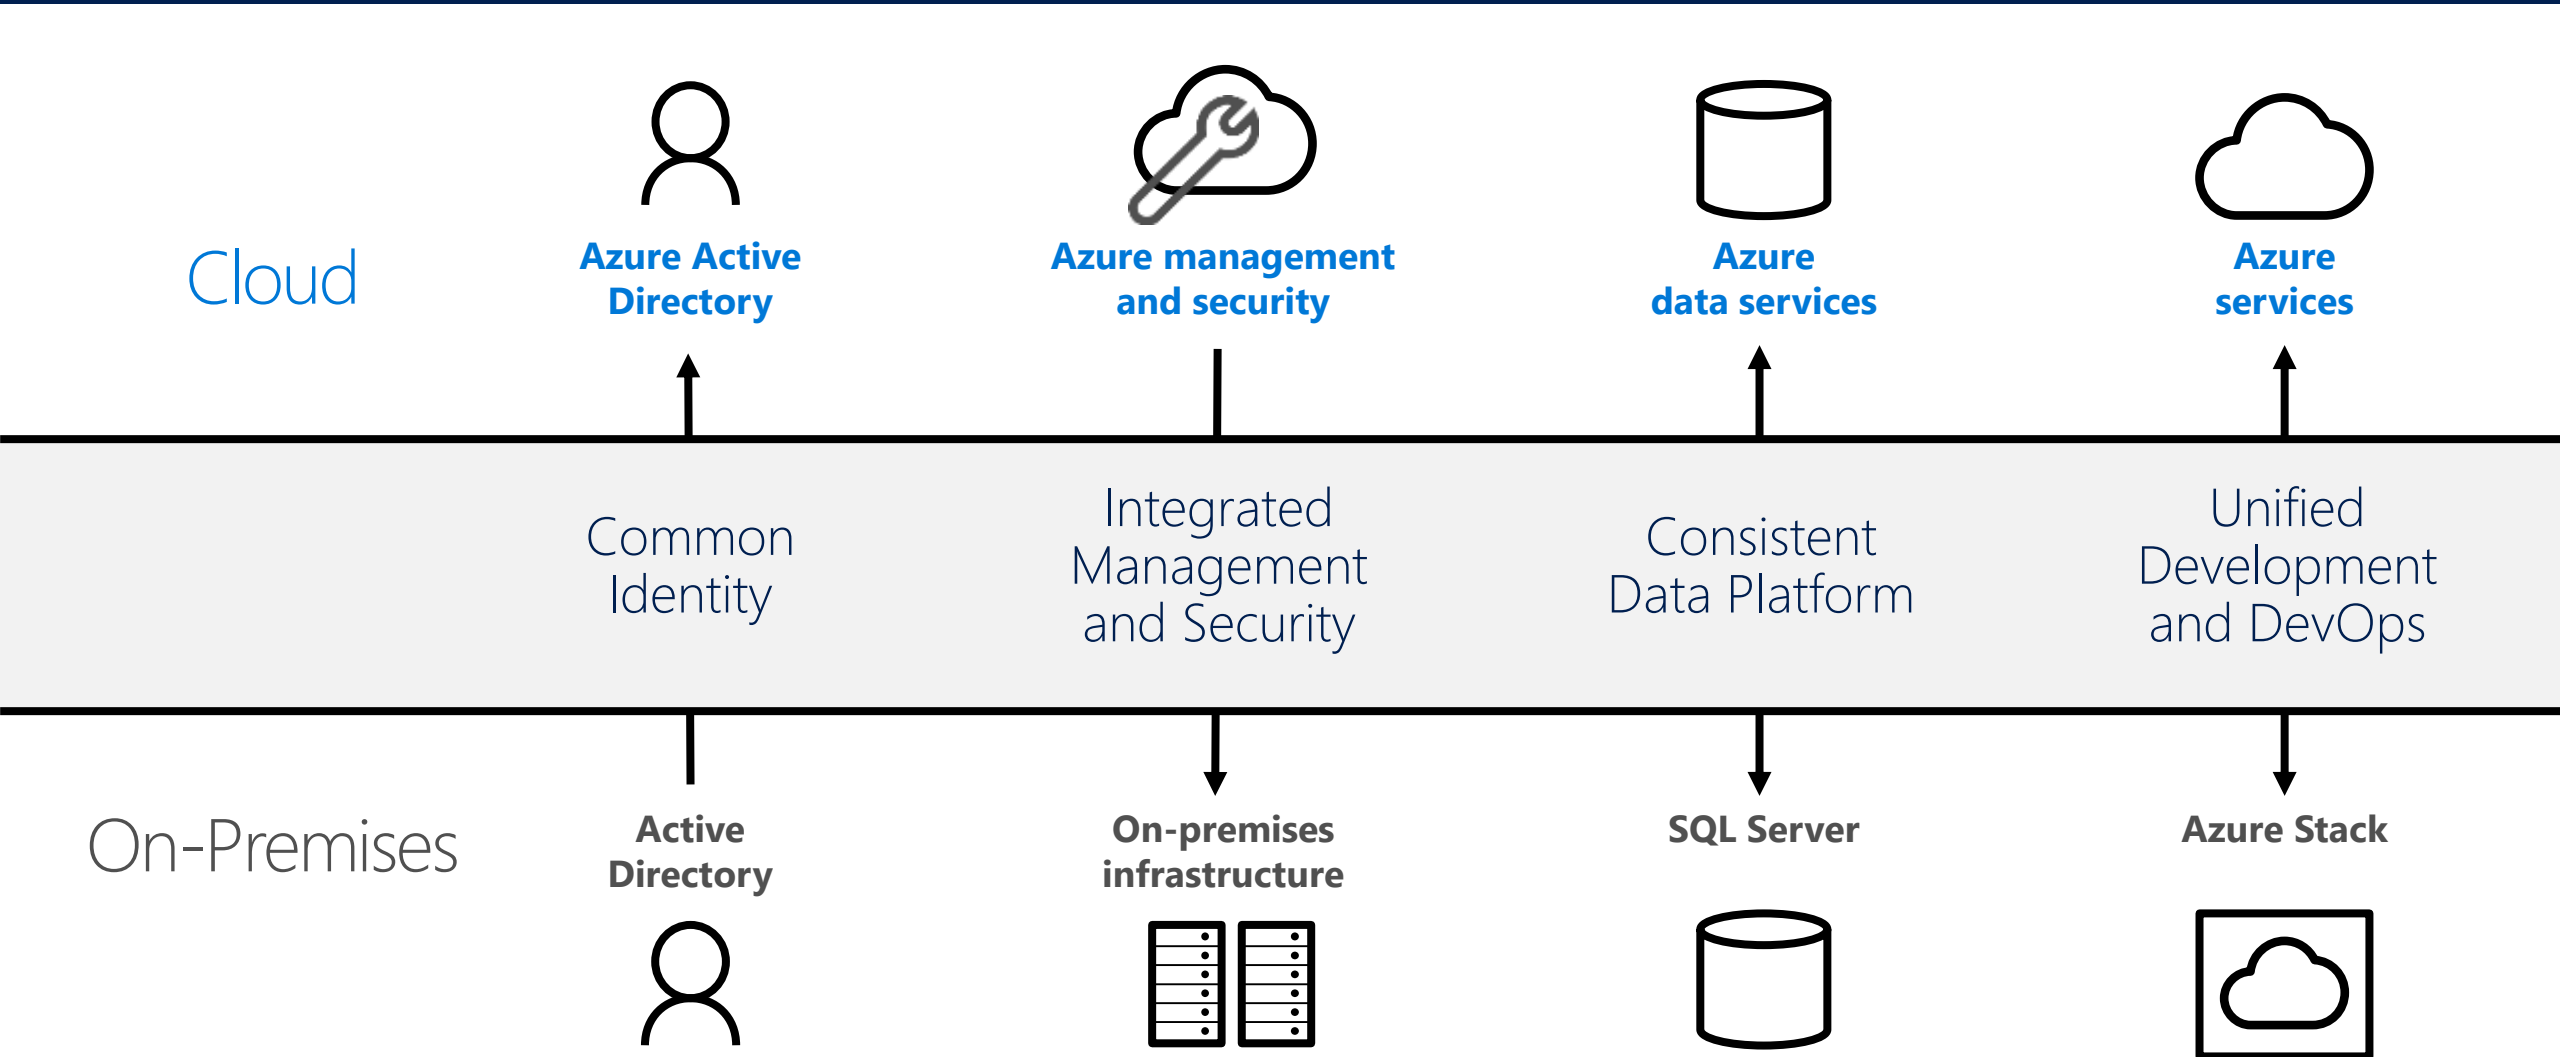 Cloud
Azure Active
Directory
Azure management
and security
Azure
data services
Azure
services
Common
Identity
Integrated
Management
and Security
Consistent
Data Platform
Unified
Development
and DevOps
On-Premises
Active
Directory
On-premises
infrastructure
SQL Server
Azure Stack